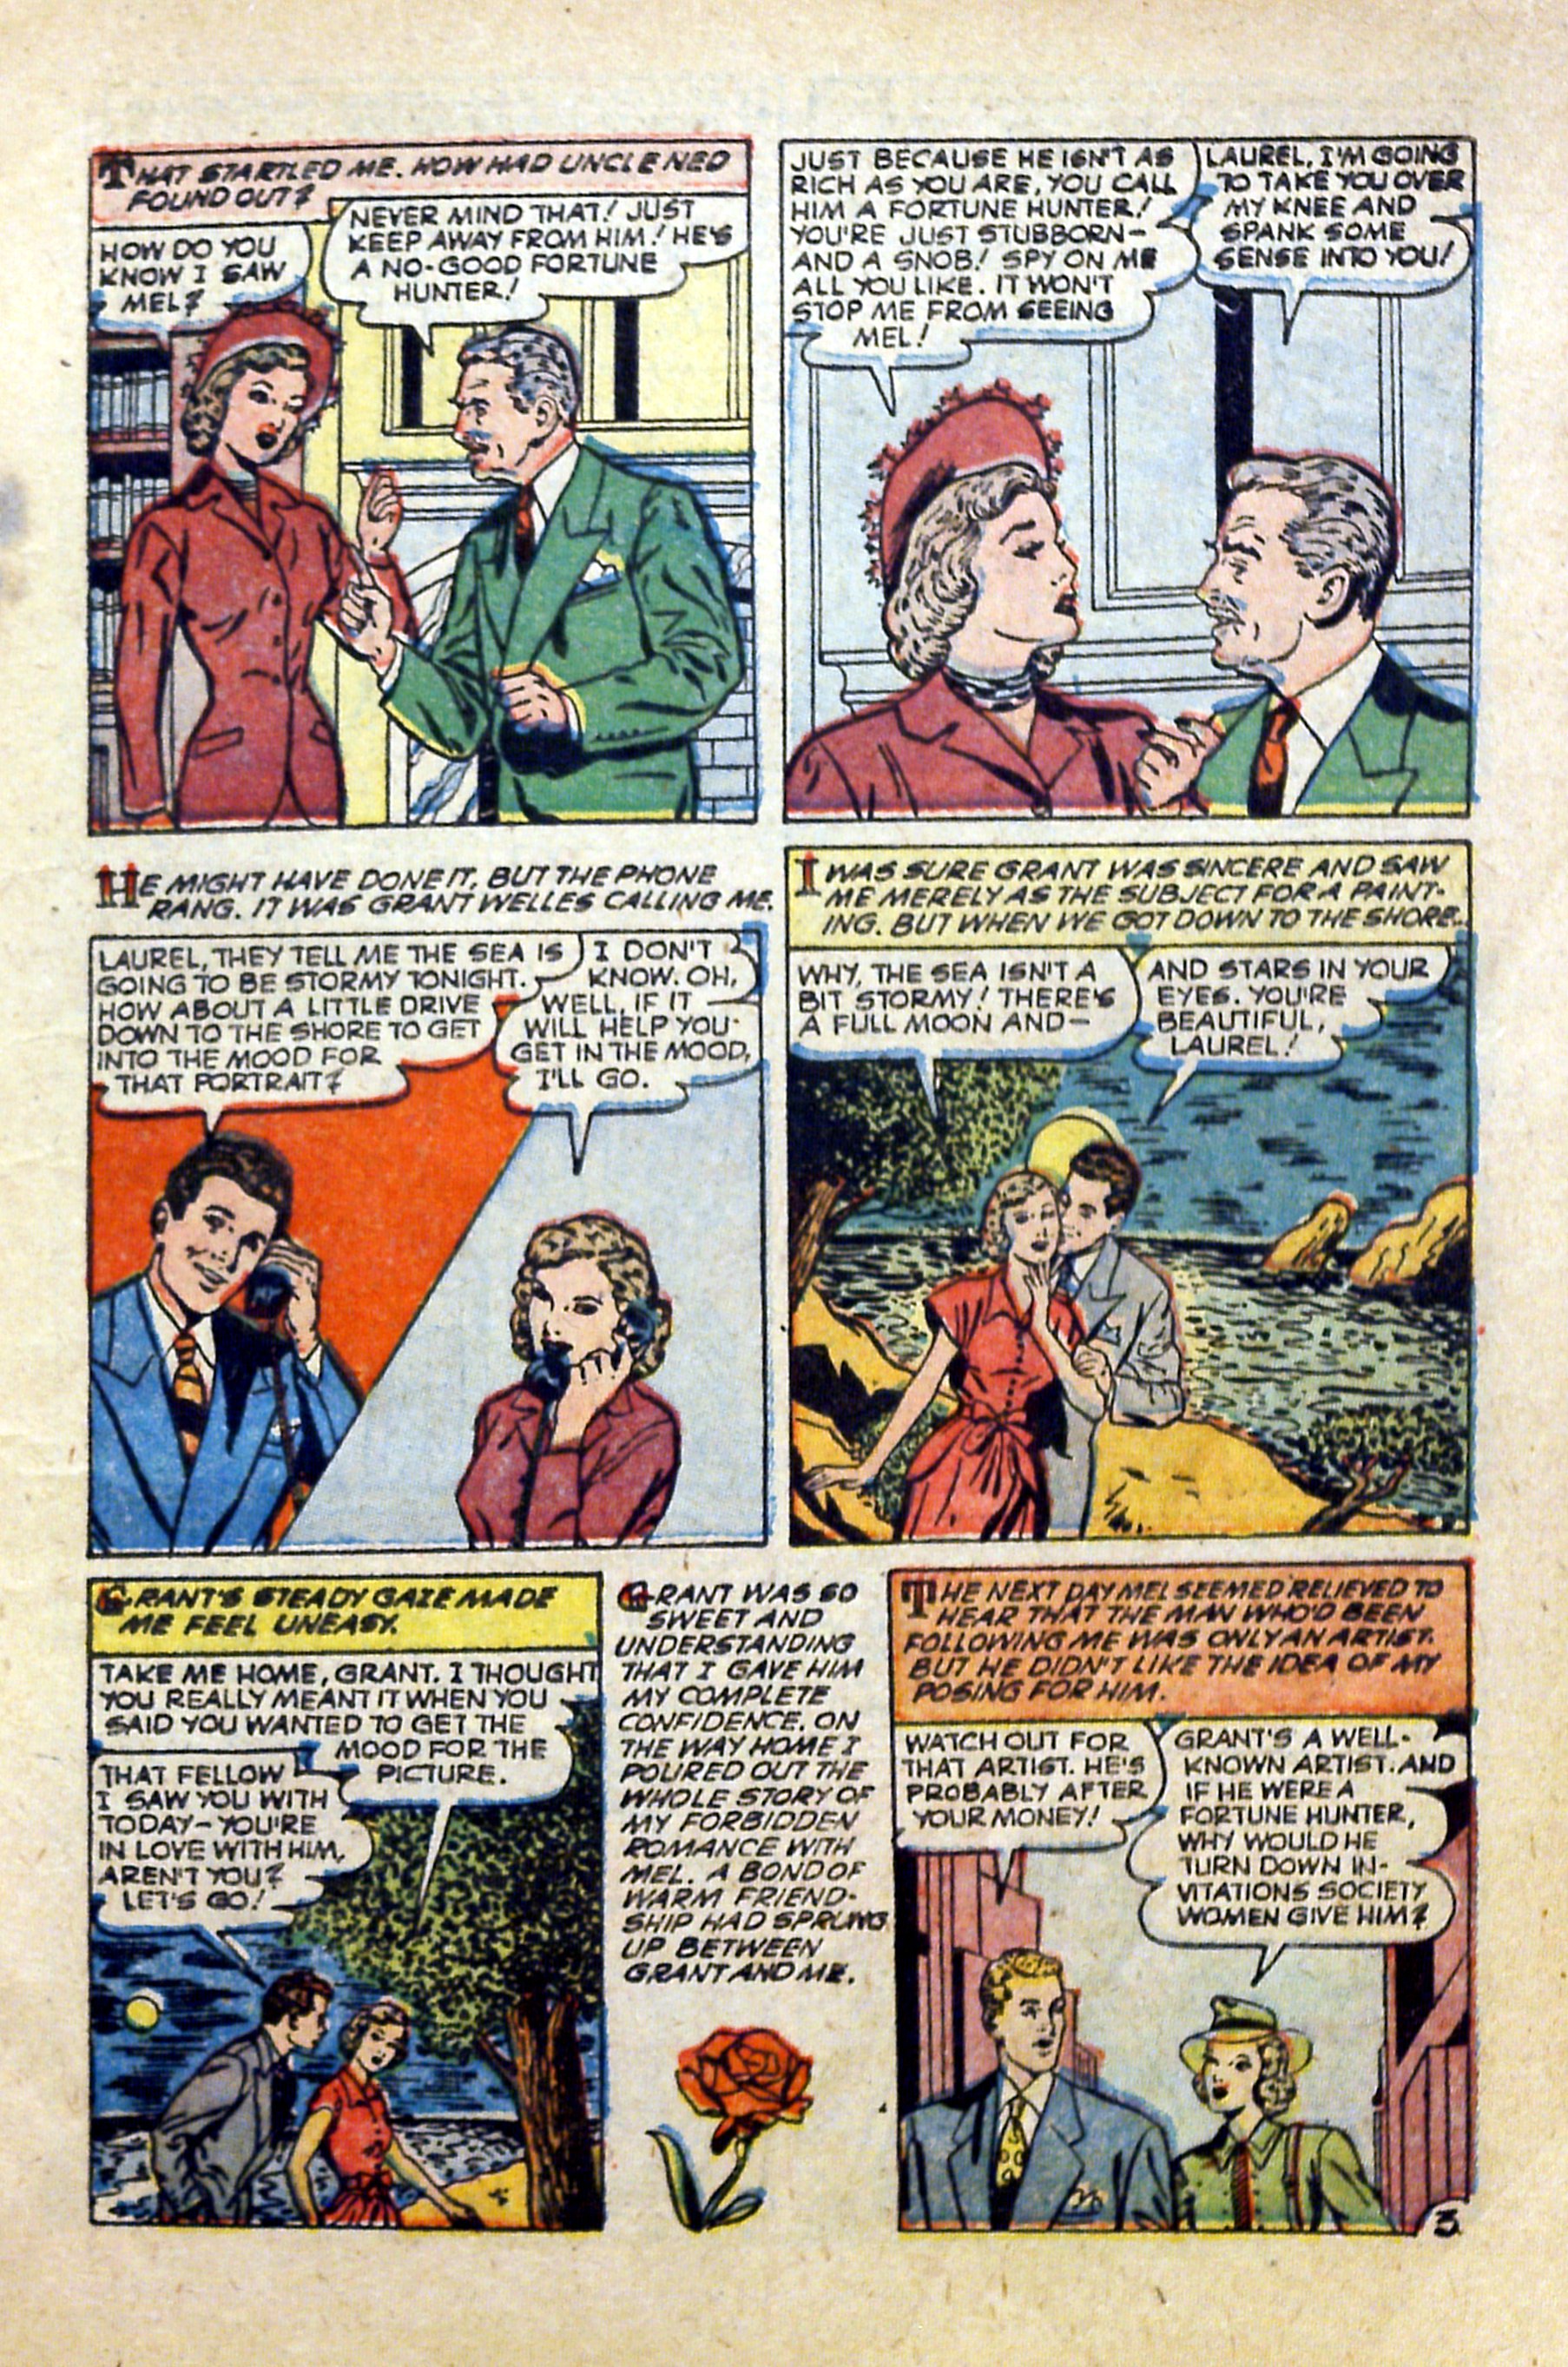 THAT STARTLED ME. HOW HAD UNCLE NED
FOUND OUT?
HOW DO YOU
KNOW I SAW
MEL?
NEVER MIND THAT! JUST
KEEP AWAY FROM HIM! HE'S
A NO-GOOD FORTUNE
HUNTER!
JUST BECAUSE HE ISN'T AS
RICH AS YOU ARE, YOU CALL
HIM A FORTUNE HUNTER!
YOU'RE JUST STUBBORN-
AND A SNOB! SPY ON ME
ALL YOU LIKE. IT WON'T
STOP ME FROM SEEING
MEL!
LAUREL, I'M GOING
TO TAKE YOU OVER
MY KNEE AND
SPANK SOME
SENSE INTO YOU!
HE MIGHT HAVE DONE IT, BUT THE PHONE
RANG. IT WAS GRANT WELLES CALLING ME.
LAUREL, THEY TELL ME THE SEA IS
GOING TO BE STORMY TONIGHT.
HOW ABOUT A LITTLE DRIVE
DOWN TO THE SHORE TO GET
INTO THE MOOD FOR
THAT PORTRAIT?
I DON'T
KNOW. OH,
WELL, IF IT
WILL HELP YOU
GET IN THE MOOD,
I'LL GO.
I WAS SURE GRANT WAS SINCERE AND SAW
ME MERELY AS THE SUBJECT FOR A PAINT-
ING. BUT WHEN WE GOT DOWN TO THE SHORE..
WHY, THE SEA ISN'T A
BIT STORMY! THERE'S
A FULL MOON AND-
AND STARS IN YOUR
EYES. YOU'RE
BEAUTIFUL,
LAUREL!
GRANT'S STEADY GAZE MADE
ME FEEL UNEASY.
TAKE ME HOME, GRANT. I THOUGHT
YOU REALLY MEANT IT WHEN YOU
SAID YOU WANTED TO GET THE
MOOD FOR THE
PICTURE.
THAT FELLOW
I SAW YOU WITH
TODAY-YOU'RE
IN LOVE WITH HIM,
AREN'T YOU?
LET'S GO!
GRANT WAS SO
SWEET AND
UNDERSTANDING
THAT I GAVE HIM
MY COMPLETE
CONFIDENCE. ON
THE WAY HOME I
POURED OUT THE
WHOLE STORY OF
MY FORBIDDEN
ROMANCE WITH
MEL. A BOND OF
WARM FRIEND-
SHIP HAD SPRUNG
UP BETWEEN
GRANT AND ME.
THE NEXT DAY MEL SEEMED RELIEVED TO
HEAR THAT THE MAN WHO'D BEEN
FOLLOWING ME WAS ONLY AN ARTIST.
BUT HE DIDN'T LIKE THE IDEA OF MY
POSING FOR HIM.
WATCH OUT FOR
THAT ARTIST. HE'S
PROBABLY AFTER
YOUR MONEY!
GRANT'S A WELL-
KNOWN ARTIST. AND
IF HE WERE A
FORTUNE HUNTER,
WHY WOULD HE
TURN DOWN IN-
VITATIONS SOCIETY
WOMEN GIVE HIM?
3